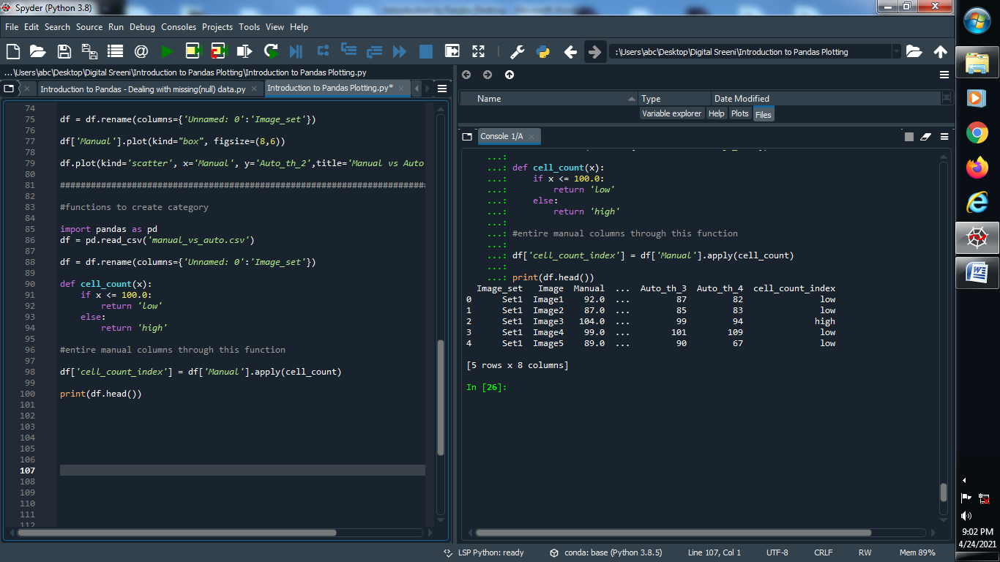 Spyder (Python 3.8)
File Edit Search Source Run Debug Consoles Projects Tools View Help
:\Users\abc\Desktop\Digital Sreeni\Introduction to Pandas Plotting
...\Users\abc\Desktop\Digital Sreeni\Introduction to Pandas Plotting\Introduction to Pandas Plotting.py
Introduction to Pandas - Dealing with missing(null) data.py
Introduction to Pandas Plotting.py*
74
75 df = df.rename(columns={'Unnamed: 0':'Image_set'})
76
77 df['Manual'].plot(kind="box", figsize=(8,6))
78
79 df.plot(kind='scatter', x='Manual', y='Auto_th_2',title='Manual vs Auto
80
81 #######################################################################
82
83 #functions to create category
84
85 import pandas as pd
86 df = pd.read_csv('manual_vs_auto.csv')
87
88 df = df.rename(columns={'Unnamed: 0':'Image_set'})
89
90 def cell_count(x):
91     if x <= 100.0:
92         return 'low'
93     else:
94         return 'high'
95
96 #entire manual columns through this function
97
98 df['cell_count_index'] = df['Manual'].apply(cell_count)
99
100 print(df.head())
101
102
103
104
105
106
107
108
109
110
111
112
Name Type Date Modified
Variable explorer Help Plots Files
Console 1/A
...:
...: def cell_count(x):
...:     if x <= 100.0:
...:         return 'low'
...:     else:
...:         return 'high'
...:
...: #entire manual columns through this function
...:
...: df['cell_count_index'] = df['Manual'].apply(cell_count)
...:
...: print(df.head())
  Image_set   Image  Manual  ...  Auto_th_3  Auto_th_4  cell_count_index
0      Set1  Image1    92.0  ...         87         82               low
1      Set1  Image2    87.0  ...         85         83               low
2      Set1  Image3   104.0  ...         99         94              high
3      Set1  Image4    99.0  ...        101        109               low
4      Set1  Image5    89.0  ...         90         67               low
[5 rows x 8 columns]
In [26]:
LSP Python: ready conda: base (Python 3.8.5) Line 107, Col 1 UTF-8 CRLF RW Mem 89%
9:02 PM
4/24/2021